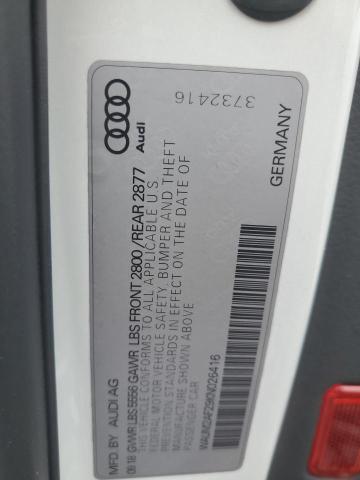 Audi
3732416
MFD. BY AUDI AG
GERMANY
08.18 GVWR LBS 5556 GAWR LBS FRONT 2800 /REAR 2877
THIS VEHICLE CONFORMS TO ALL APPLICABLE U.S.
FEDERAL MOTOR VEHICLE SAFETY, BUMPER AND THEFT
PREVENTION STANDARDS IN EFFECT ON THE DATE OF
MANUFACTURE SHOWN ABOVE
PASSENGER CAR